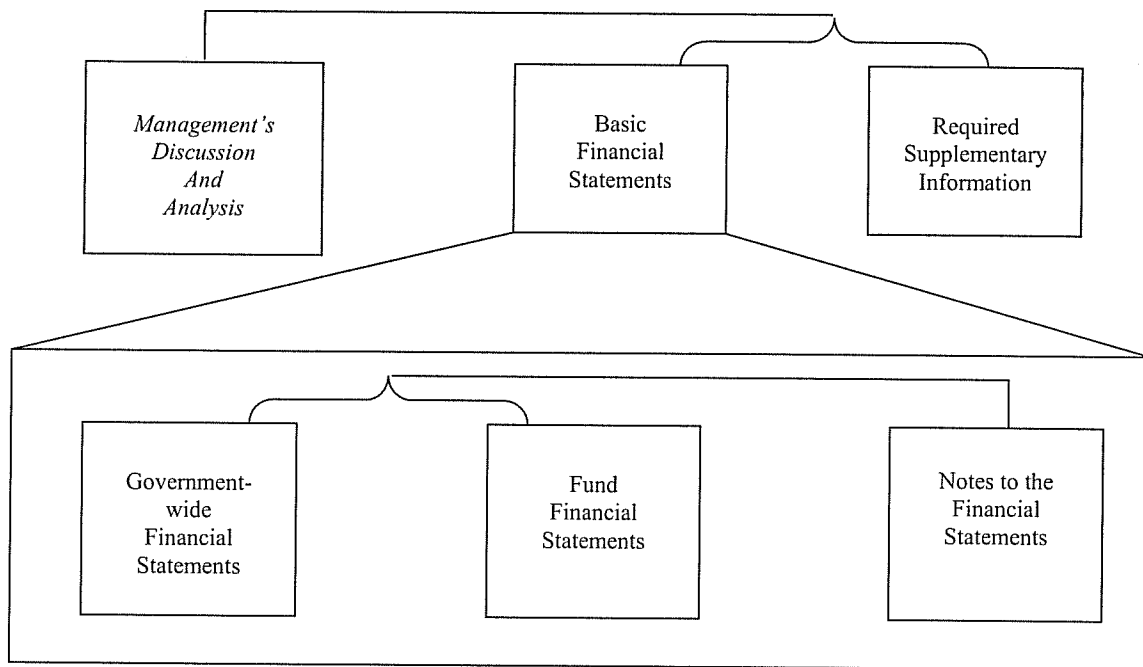 Management's
Discussion
And
Analysis
Basic
Financial
Statements
Required
Supplementary
Information
Government-
wide
Financial
Statements
Fund
Financial
Statements
Notes to the
Financial
Statements